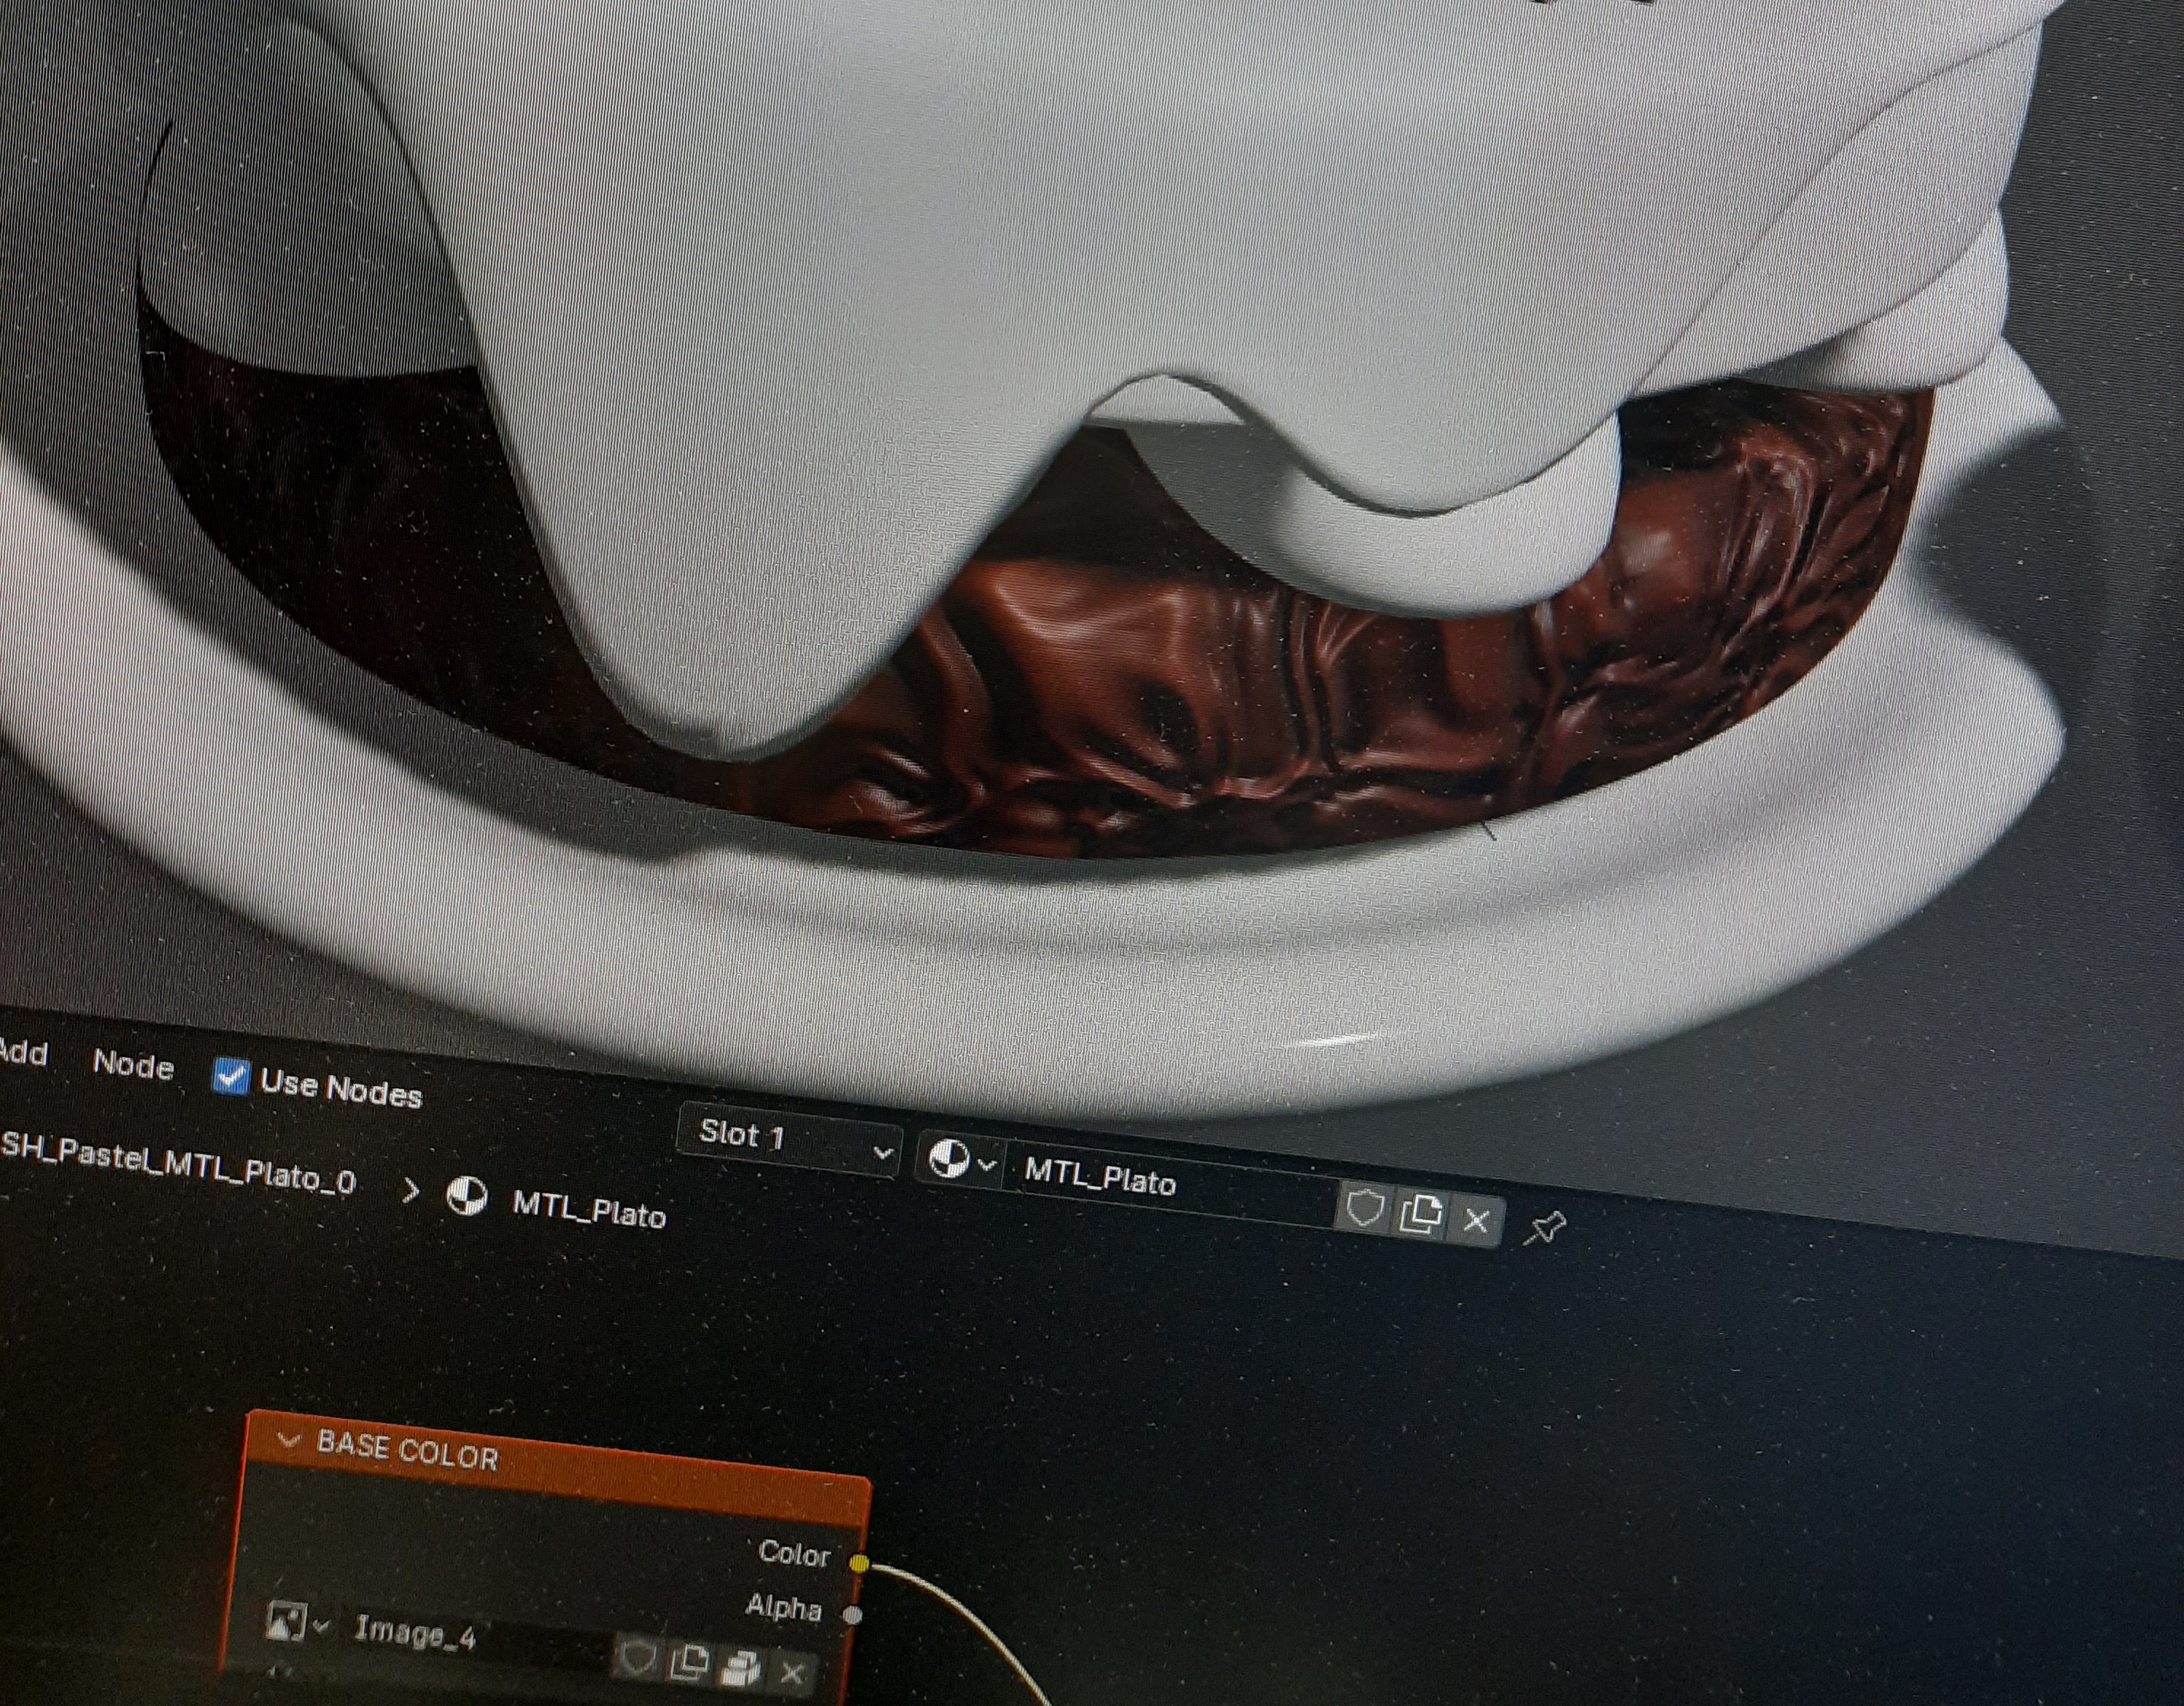 Add Node Use Nodes
Slot 1 MTL_Plato
SH_Pastel_MTL_Plato_0 > MTL_Plato
BASE COLOR
Color
Alpha
Image_4